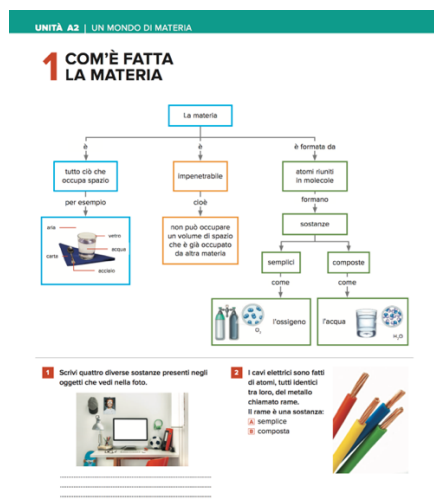 UNITÀ A2 | UN MONDO DI MATERIA
1 COM'È FATTA
LA MATERIA
La materia
è
è
è formata da
tutto ciò che
occupa spazio
impenetrabile
atomi riuniti
in molecole
per esempio
cioè
formano
aria
vetro
acqua
carta
acciaio
non può occupare
un volume di spazio
che è già occupato
da altra materia
sostanze
semplici
composte
come
come
l'ossigeno
O₂
l'acqua
H₂O
1 Scrivi quattro diverse sostanze presenti negli
oggetti che vedi nella foto.
2 I cavi elettrici sono fatti
di atomi, tutti identici
tra loro, del metallo
chiamato rame.
Il rame è una sostanza:
A semplice
B composta